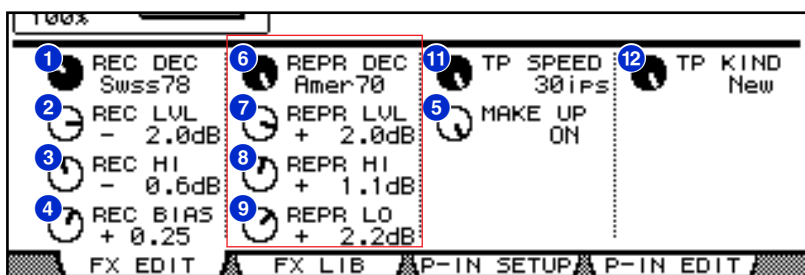 100%
1 REC DEC
Swss78
2 REC LVL
- 2.0dB
3 REC HI
- 0.6dB
4 REC BIAS
+ 0.25
6 REPR DEC
Amer70
7 REPR LVL
+ 2.0dB
8 REPR HI
+ 1.1dB
9 REPR LO
+ 2.2dB
11 TP SPEED
30ips
5 MAKE UP
ON
12 TP KIND
New
FX EDIT FX LIB P-IN SETUP P-IN EDIT